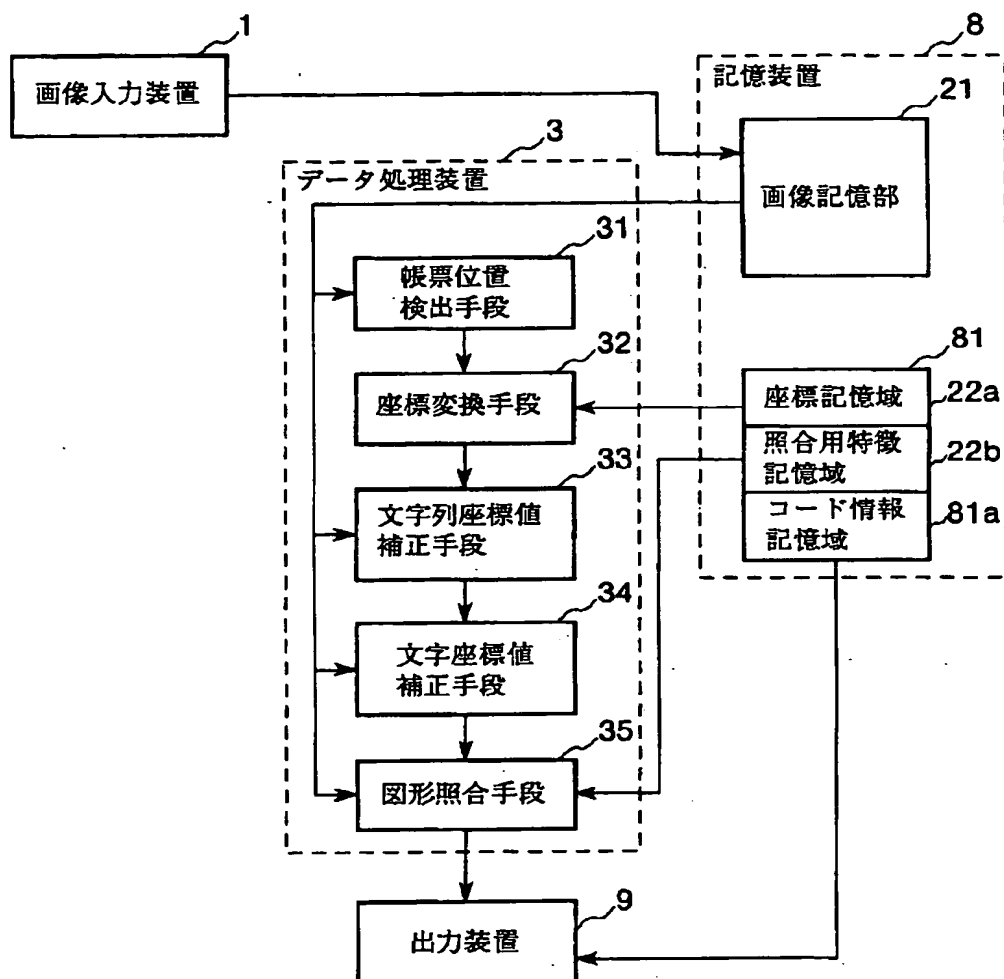 1
画像入力装置
8
記憶装置
21
画像記憶部
3
データ処理装置
31
帳票位置
検出手段
32
座標変換手段
33
文字列座標値
補正手段
34
文字座標値
補正手段
35
図形照合手段
81
座標記憶域
22a
照合用特徴
記憶域
22b
コード情報
記憶域
81a
9
出力装置